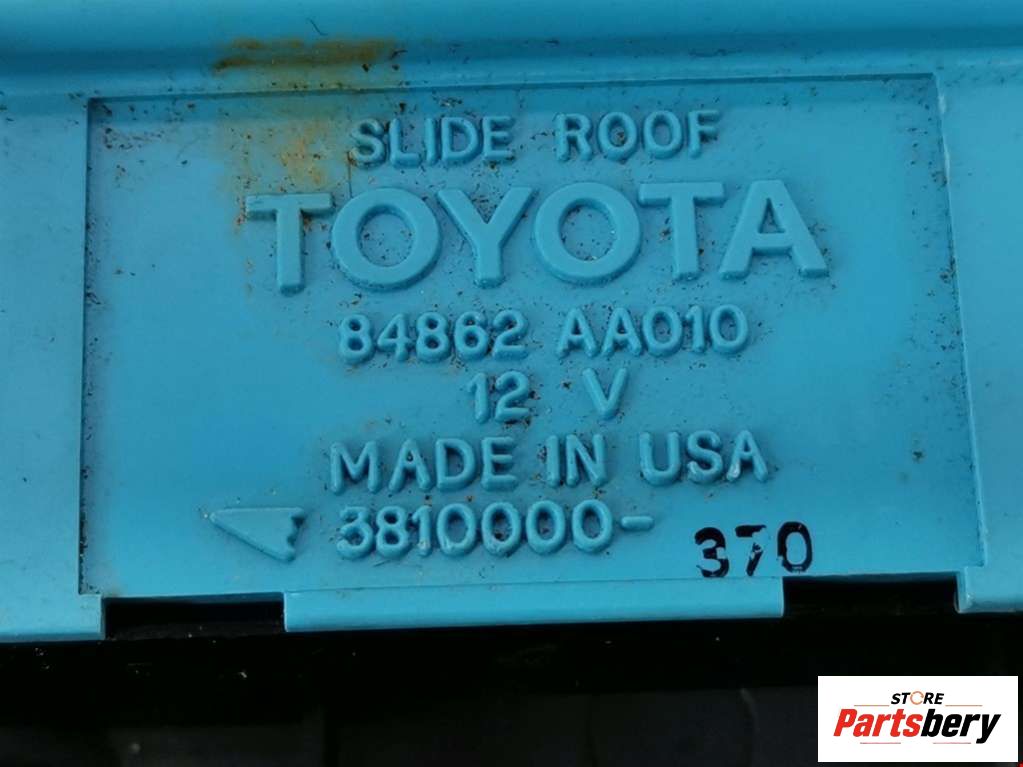 SLIDE ROOF
TOYOTA
84862 AA010
12 V
MADE IN USA
3810000- 370
STORE
Partsbery